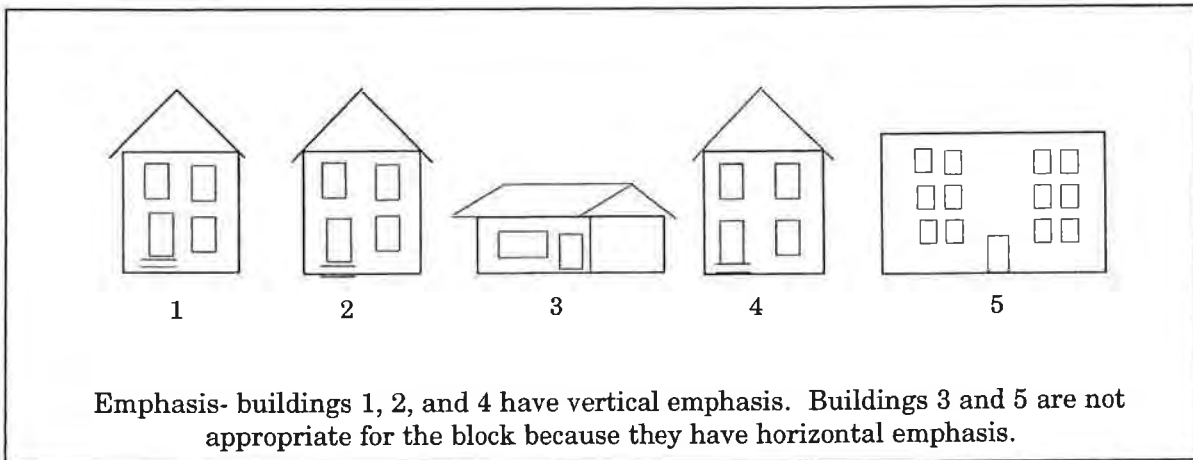 1 2 3 4 5
Emphasis- buildings 1, 2, and 4 have vertical emphasis. Buildings 3 and 5 are not
appropriate for the block because they have horizontal emphasis.